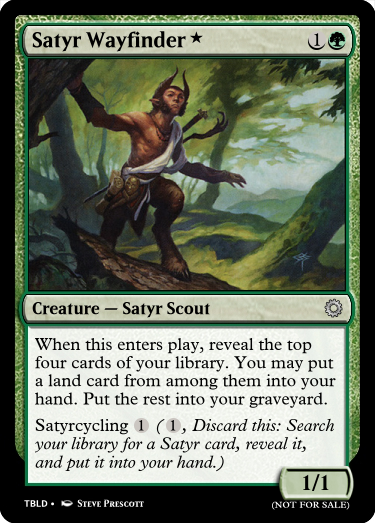 Satyr Wayfinder ★ 1
Creature — Satyr Scout
When this enters play, reveal the top
four cards of your library. You may put
a land card from among them into your
hand. Put the rest into your graveyard.
Satyrcycling 1 (1, Discard this: Search
your library for a Satyr card, reveal it,
and put it into your hand.)
1/1
TBLD • Steve Prescott
(NOT FOR SALE)